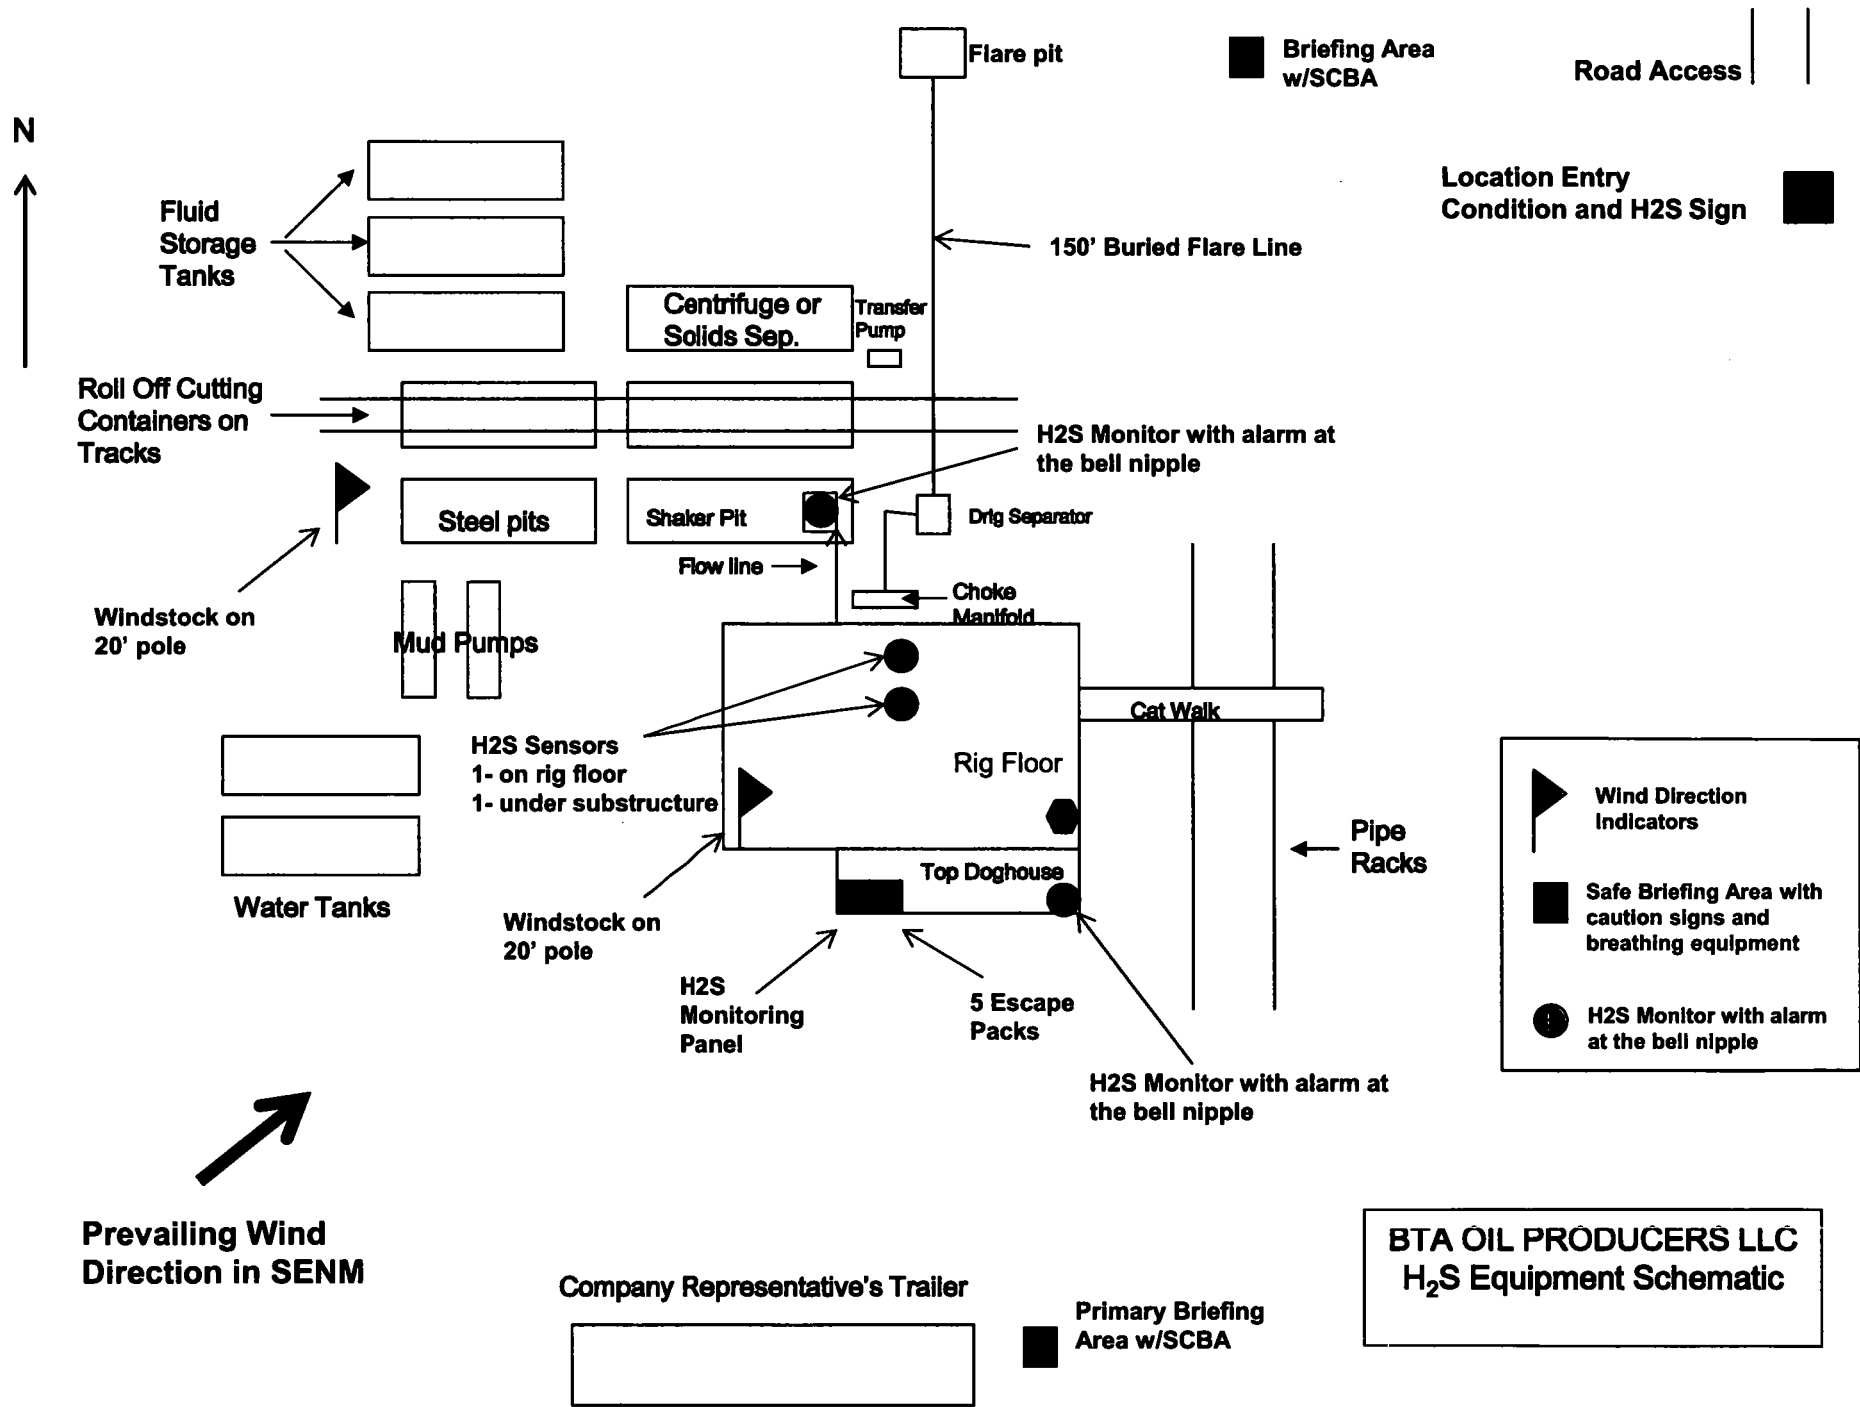 Flare pit
Briefing Area
w/SCBA
Road Access
N
Location Entry
Condition and H2S Sign
Fluid
Storage
Tanks
150' Buried Flare Line
Centrifuge or
Solids Sep.
Transfer
Pump
Roll Off Cutting
Containers on
Tracks
H2S Monitor with alarm at
the bell nipple
Steel pits
Shaker Pit
Drlg Separator
Flow line
Choke
Manifold
Windstock on
20' pole
Mud Pumps
Cat Walk
H2S Sensors
1- on rig floor
1- under substructure
Rig Floor
Wind Direction
Indicators
Pipe
Racks
Top Doghouse
Safe Briefing Area with
caution signs and
breathing equipment
Water Tanks
Windstock on
20' pole
H2S
Monitoring
Panel
5 Escape
Packs
H2S Monitor with alarm
at the bell nipple
H2S Monitor with alarm at
the bell nipple
Prevailing Wind
Direction in SENM
BTA OIL PRODUCERS LLC
H₂S Equipment Schematic
Company Representative's Trailer
Primary Briefing
Area w/SCBA